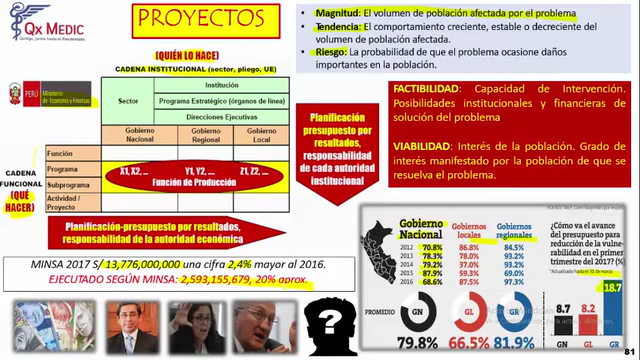 Qx MEDIC
PROYECTOS
• Magnitud: El volumen de población afectada por el problema
• Tendencia: El comportamiento creciente, estable o decreciente del
volumen de población afectada.
• Riesgo: La probabilidad de que el problema ocasione daños
importantes en la población.
(QUIÉN LO HACE)
CADENA INSTITUCIONAL (sector, pliego, UE)
PERÚ
Ministerio
de Economía y Finanzas
Sector
Institución
Programa Estratégico (órganos de línea)
Direcciones Ejecutivas
Gobierno
Nacional
Gobierno
Regional
Gobierno
Local
CADENA
FUNCIONAL
(QUÉ
HACER)
Función
Programa
Subprograma
Actividad /
Proyecto
X1, X2, ...
Y1, Y2, ...
Z1, Z2, ...
Función de Producción
Planificación
presupuesto por
resultados,
responsabilidad
de cada autoridad
institucional
Planificación-presupuesto por resultados,
responsabilidad de la autoridad económica
FACTIBILIDAD: Capacidad de Intervención.
Posibilidades institucionales y financieras de
solución del problema
VIABILIDAD: Interés de la población. Grado de
interés manifestado por la población de que se
resuelva el problema.
MINSA 2017 S/ 13,776,000,000 una cifra 2,4% mayor al 2016.
EJECUTADO SEGÚN MINSA: 2,593,155,679, 20% aprox.
Gobierno
Nacional
Gobiernos
locales
Gobiernos
regionales
2012 70.8% 86.8% 84.5%
2013 78.3% 78.0% 93.2%
2014 79.2% 37.0% 93.2%
2015 87.9% 59.3% 69.0%
2016 68.6% 87.5% 97.3%
PROMEDIO
GN
GL
GR
79.8% 66.5% 81.9%
¿Cómo va el avance
del presupuesto para
reducción de la vulne-
rabilidad en el primer
trimestre del 2017? (%)
*Actualizado hasta el 31 de marzo
8.7
8.2
18.7
GN
GL
GR
?
81